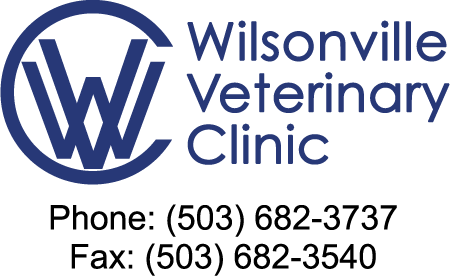 Wilsonville
Veterinary
Clinic
Phone: (503) 682-3737
Fax: (503) 682-3540